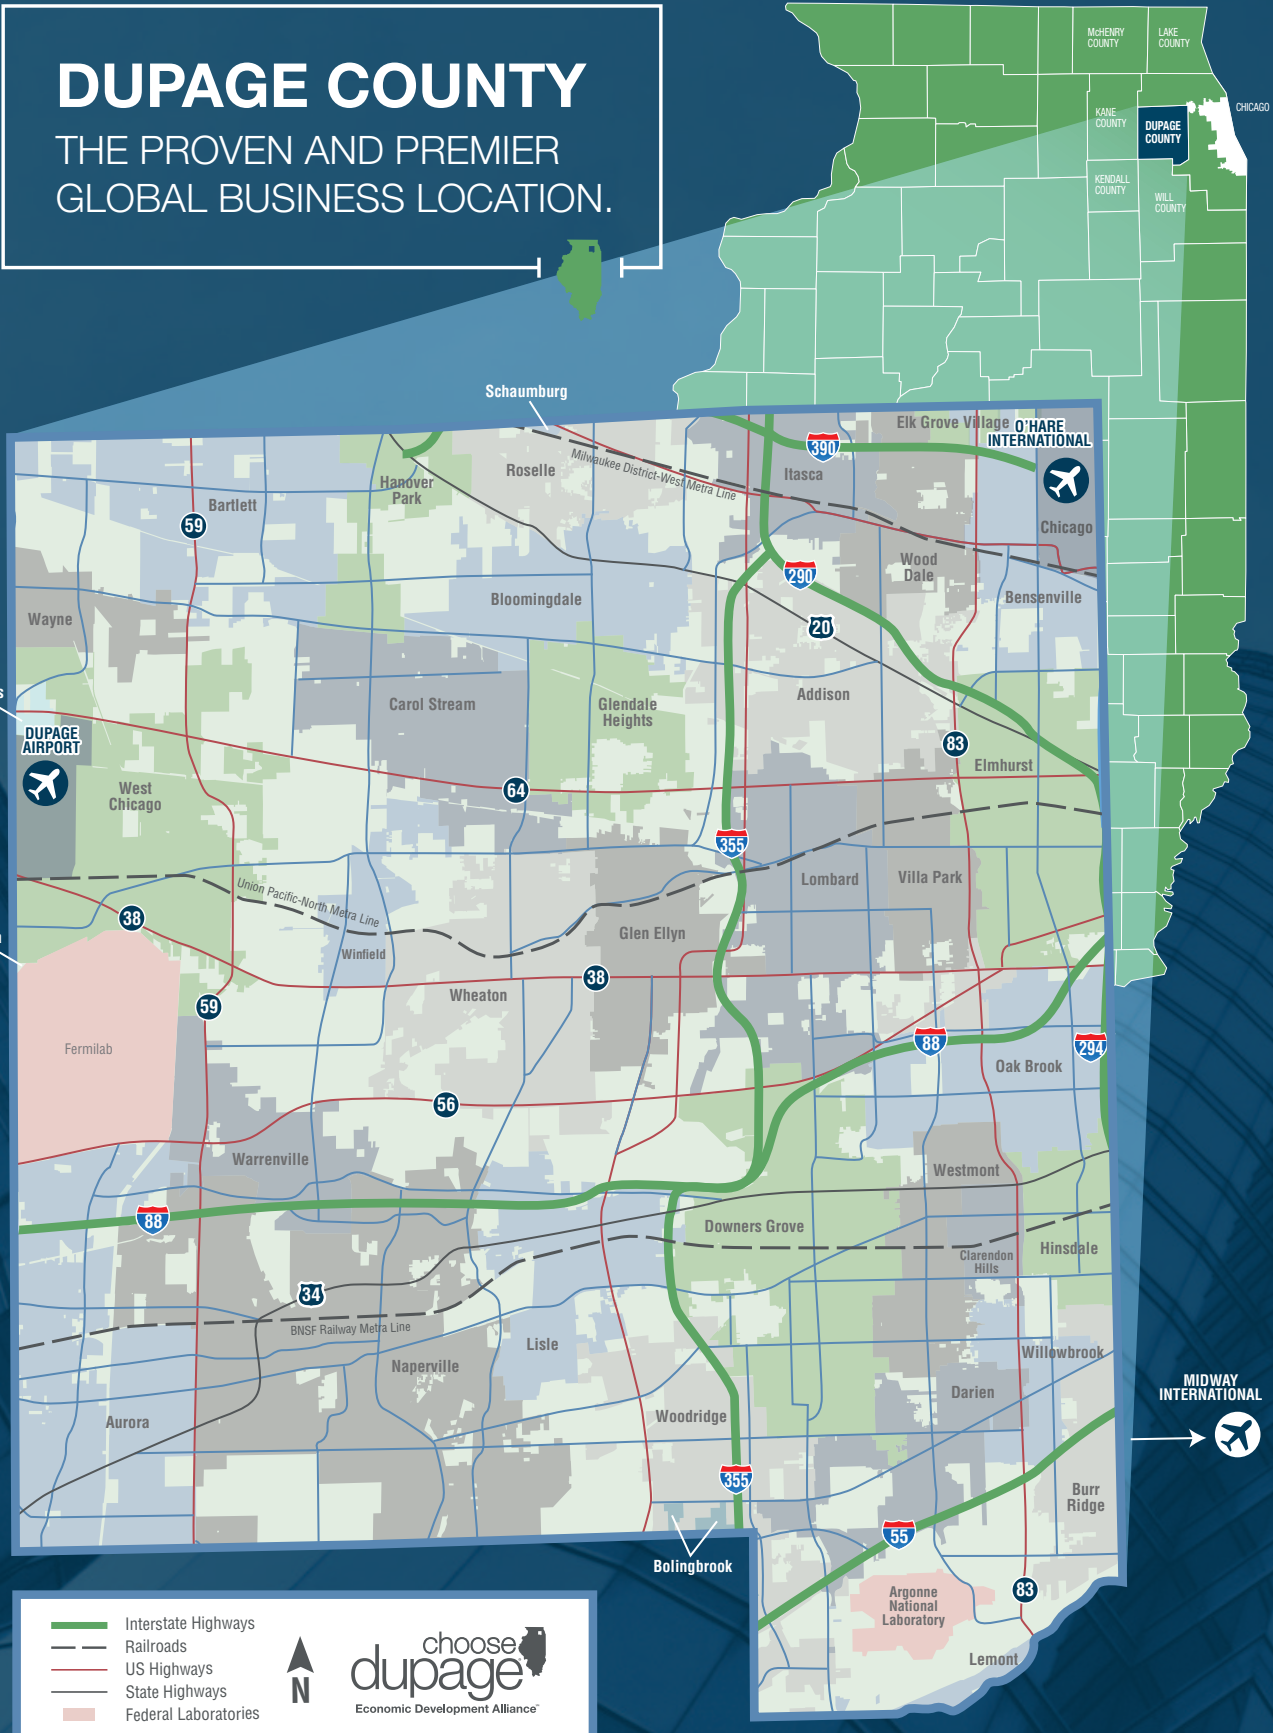 DUPAGE COUNTY
THE PROVEN AND PREMIER
GLOBAL BUSINESS LOCATION.
McHENRY
COUNTY
LAKE
COUNTY
KANE
COUNTY
DUPAGE
COUNTY
CHICAGO
KENDALL
COUNTY
WILL
COUNTY
Schaumburg
Elk Grove Village
O'HARE
INTERNATIONAL
390
Roselle
Milwaukee District-West Metra Line
Itasca
Hanover
Park
Bartlett
59
Chicago
Wood
Dale
290
Bensenville
Bloomingdale
Wayne
20
Addison
Carol Stream
Glendale
Heights
s
DUPAGE
AIRPORT
83
Elmhurst
West
Chicago
64
355
Lombard
Villa Park
Union Pacific-North Metra Line
38
Glen Ellyn
Winfield
38
Wheaton
59
Fermilab
88
294
Oak Brook
56
Warrenville
Westmont
88
Downers Grove
Clarendon
Hills
Hinsdale
34
BNSF Railway Metra Line
Lisle
Naperville
Willowbrook
Darien
MIDWAY
INTERNATIONAL
Aurora
Woodridge
355
Burr
Ridge
55
Bolingbrook
83
Argonne
National
Laboratory
Lemont
Interstate Highways
Railroads
US Highways
State Highways
Federal Laboratories
N
choose
dupage
Economic Development Alliance